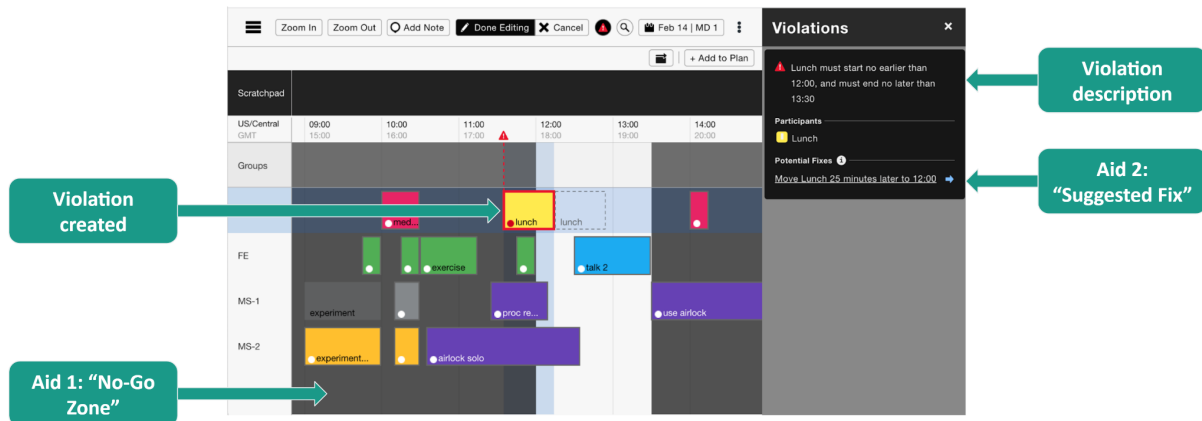 Zoom In
Zoom Out
Add Note
Done Editing
Cancel
Feb 14 | MD 1
Violations
×
+ Add to Plan
Lunch must start no earlier than
12:00, and must end no later than
13:30
Participants
Lunch
Potential Fixes
Move Lunch 25 minutes later to 12:00
Violation
description
Aid 2:
"Suggested Fix"
Scratchpad
US/Central 09:00 10:00 11:00 12:00 13:00 14:00
GMT 15:00 16:00 17:00 18:00 19:00 20:00
Groups
Violation
created
med...
lunch
lunch
FE
exercise
talk 2
MS-1
experiment
proc re...
use airlock
MS-2
experiment...
airlock solo
Aid 1: "No-Go
Zone"